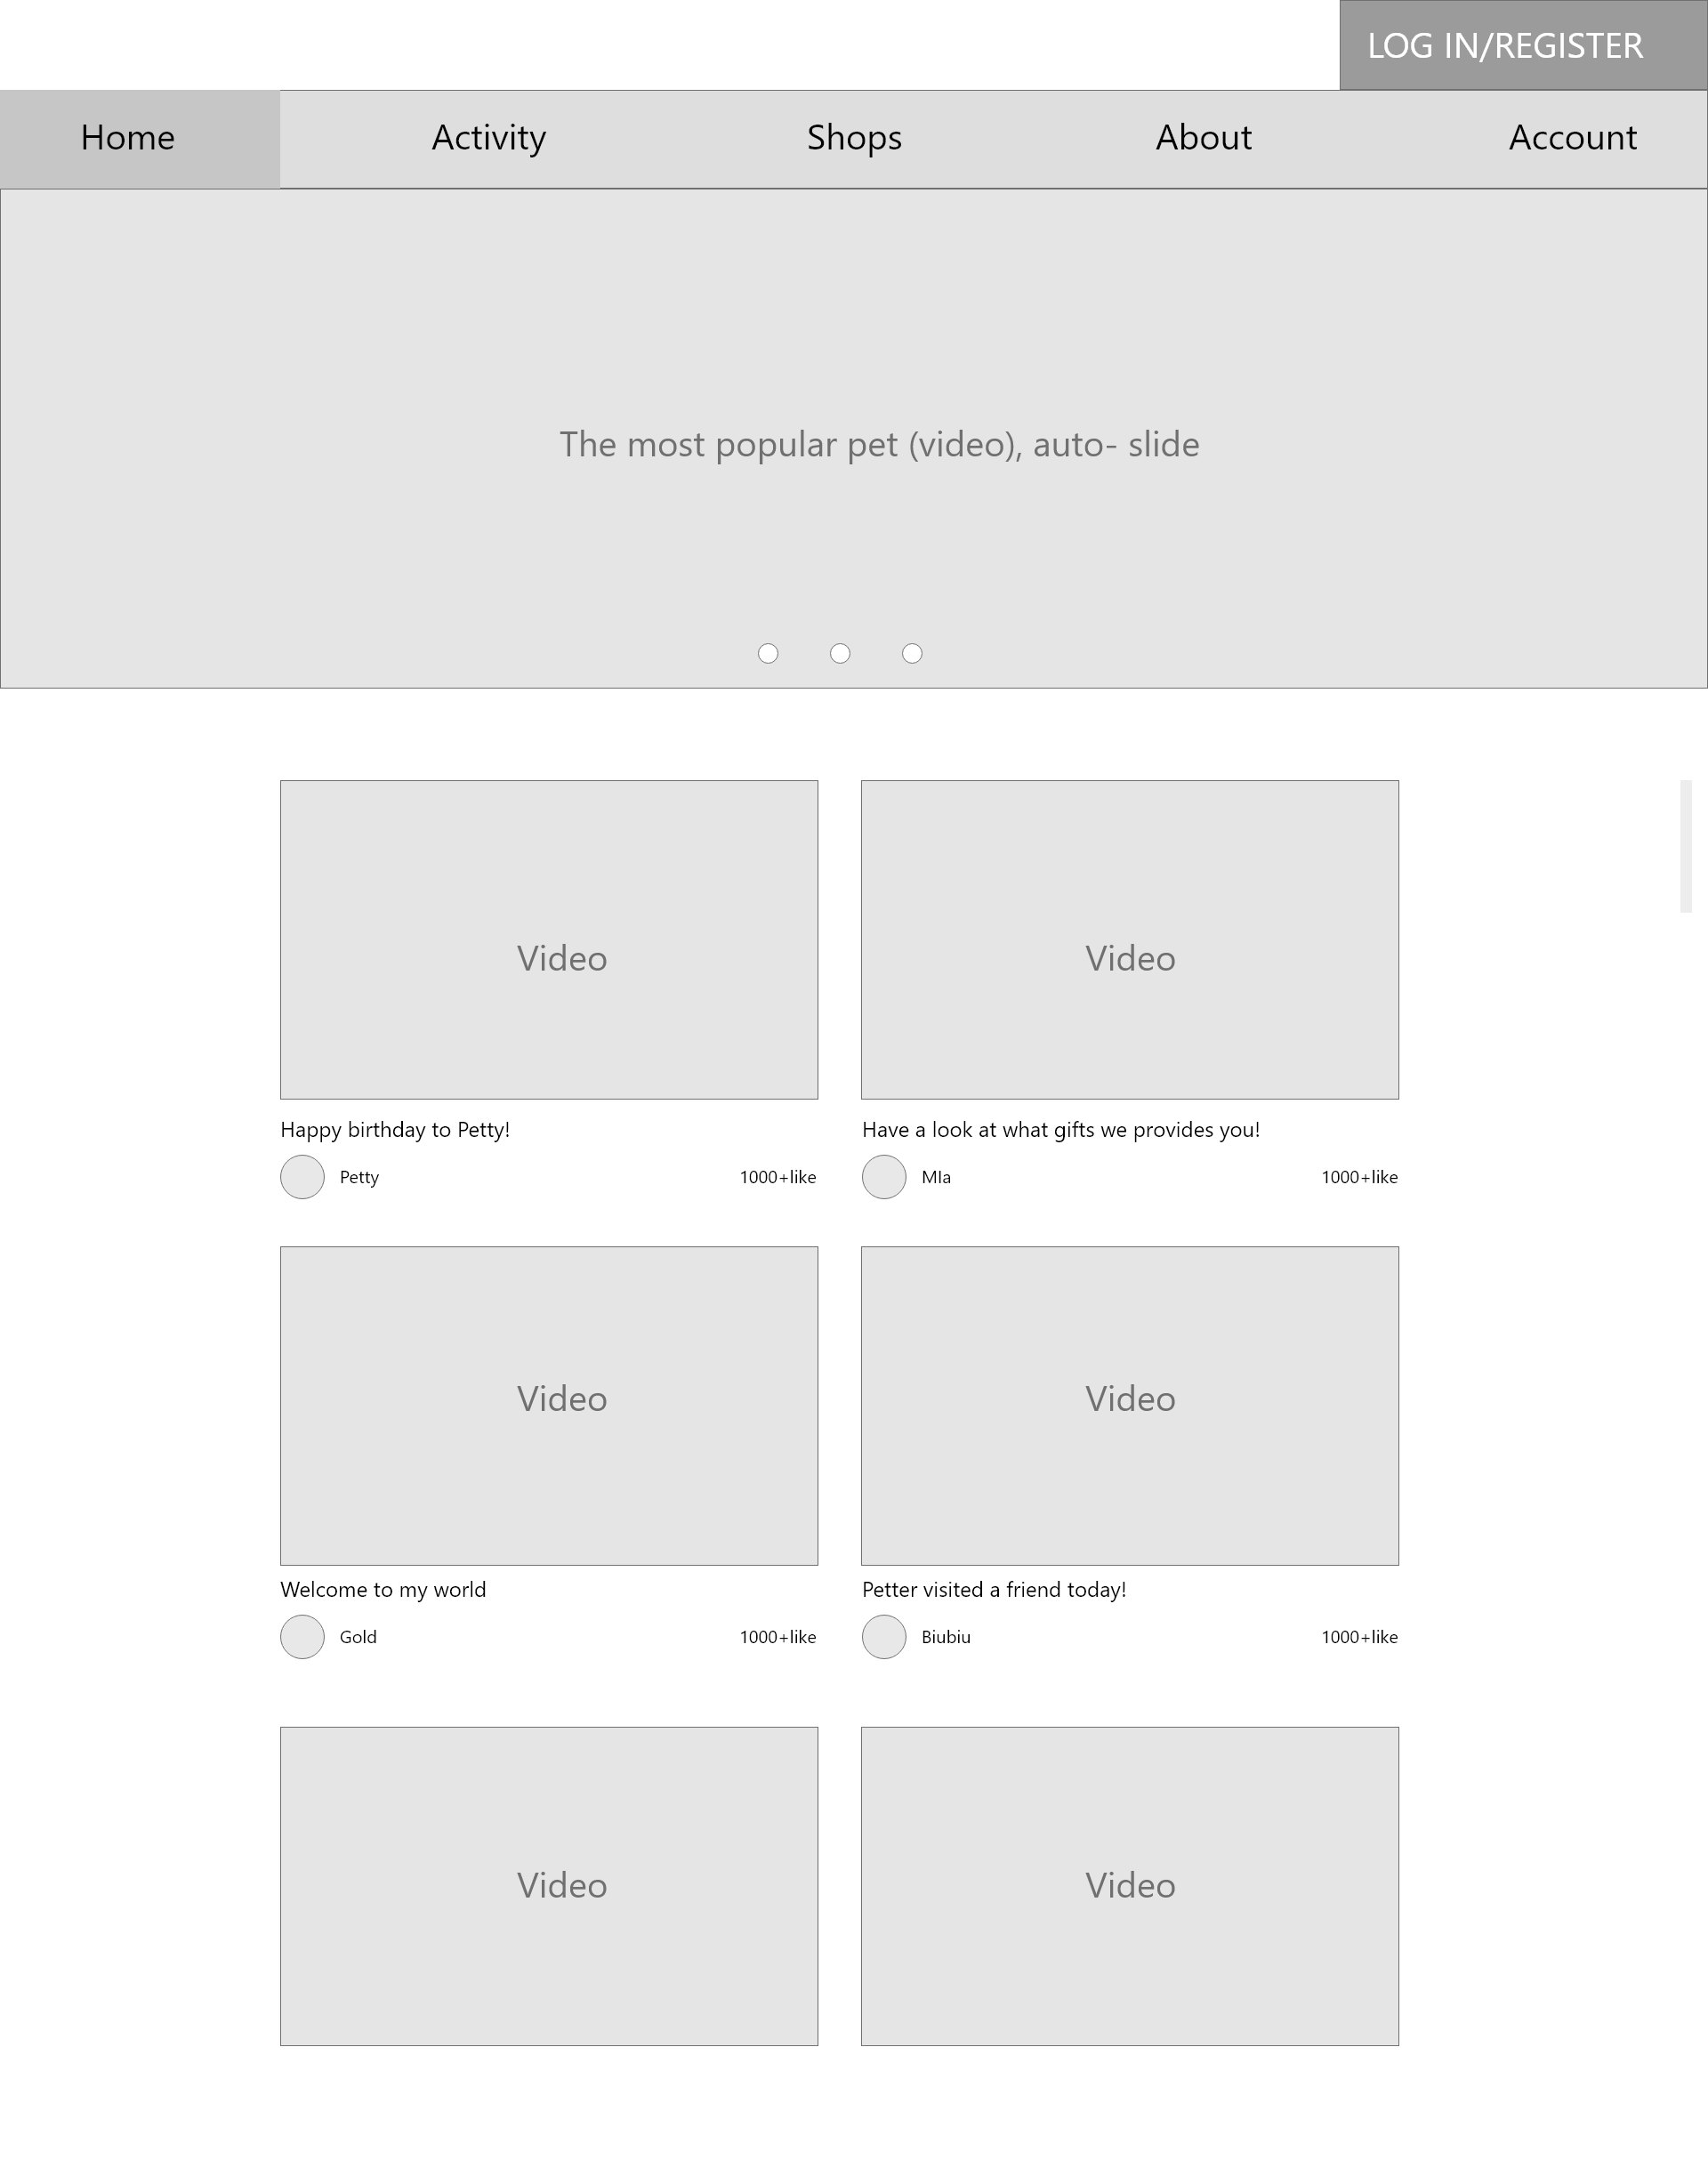 LOG IN/REGISTER
Home Activity Shops About Account
The most popular pet (video), auto- slide
Video Video
Happy birthday to Petty! Have a look at what gifts we provides you!
Petty 1000+like MIa 1000+like
Video Video
Welcome to my world Petter visited a friend today!
Gold 1000+like Biubiu 1000+like
Video Video